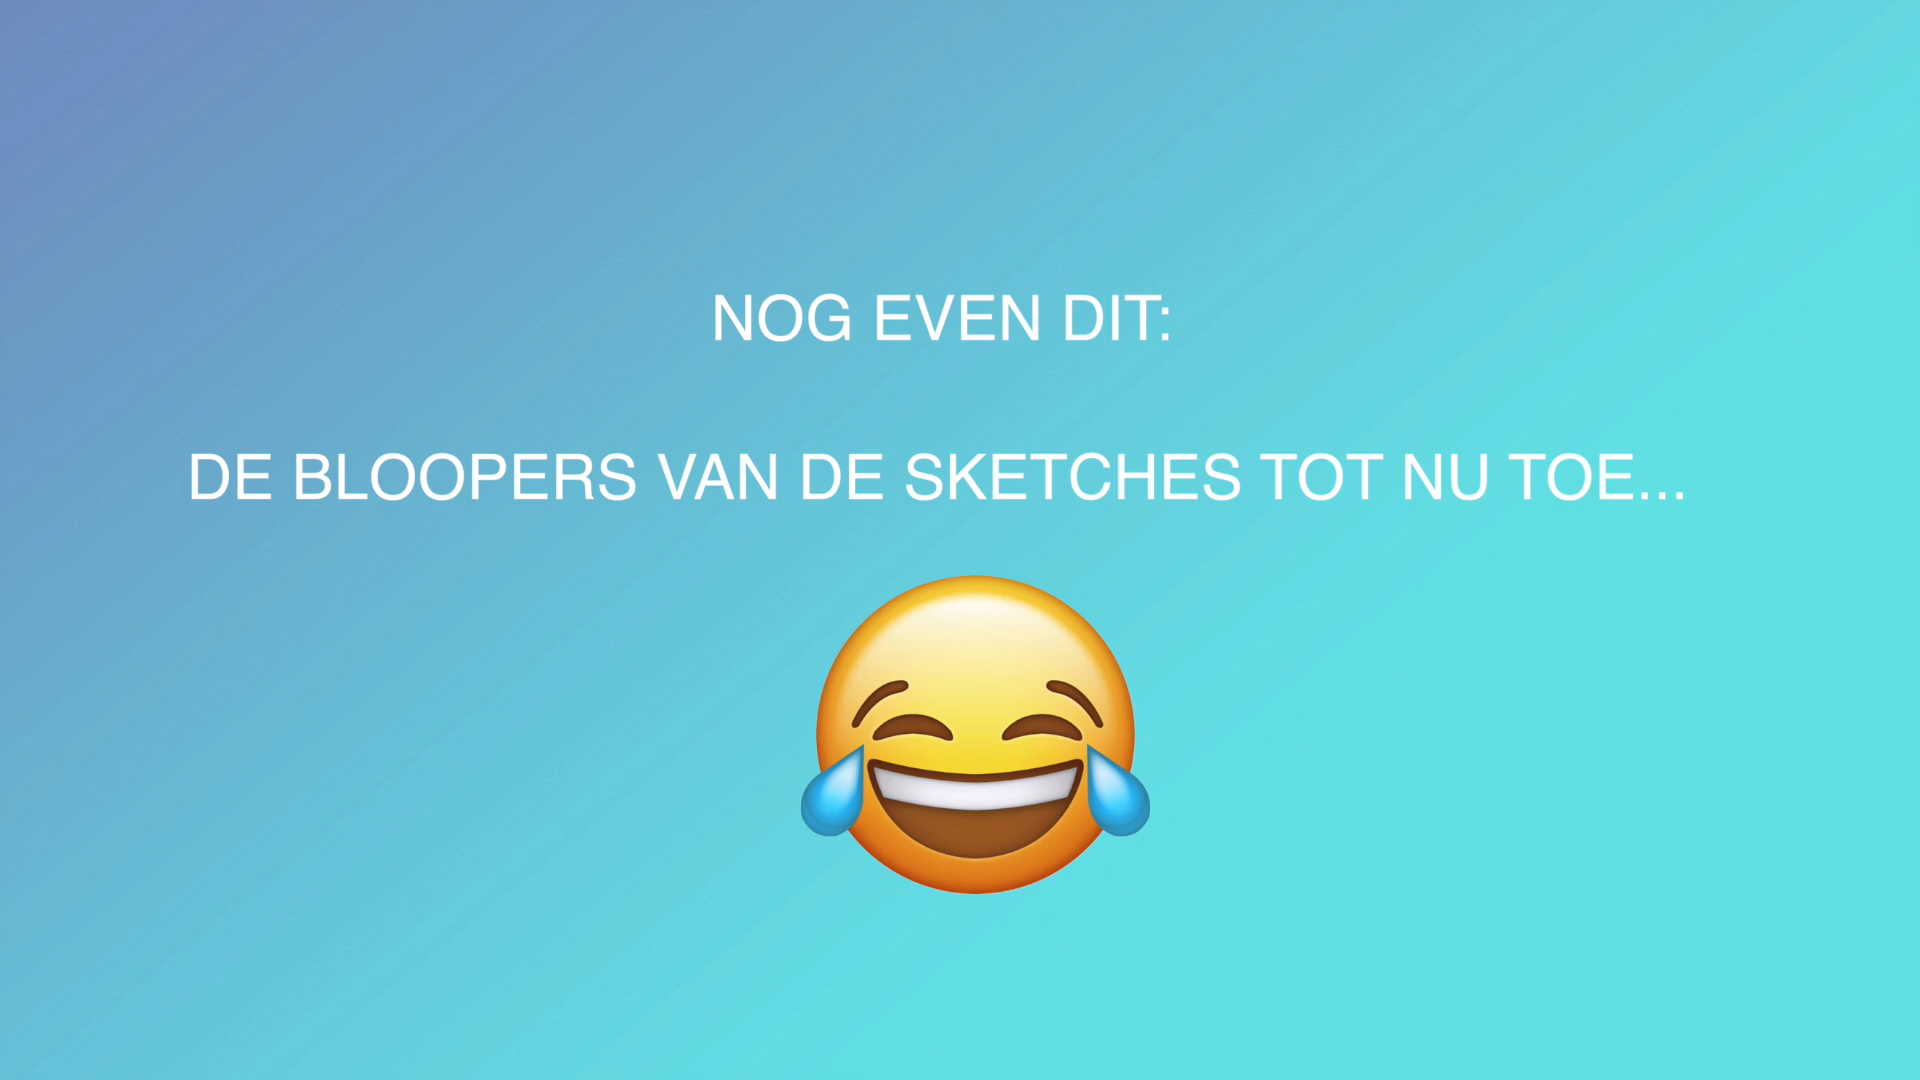 NOG EVEN DIT:
DE BLOOPERS VAN DE SKETCHES TOT NU TOE...